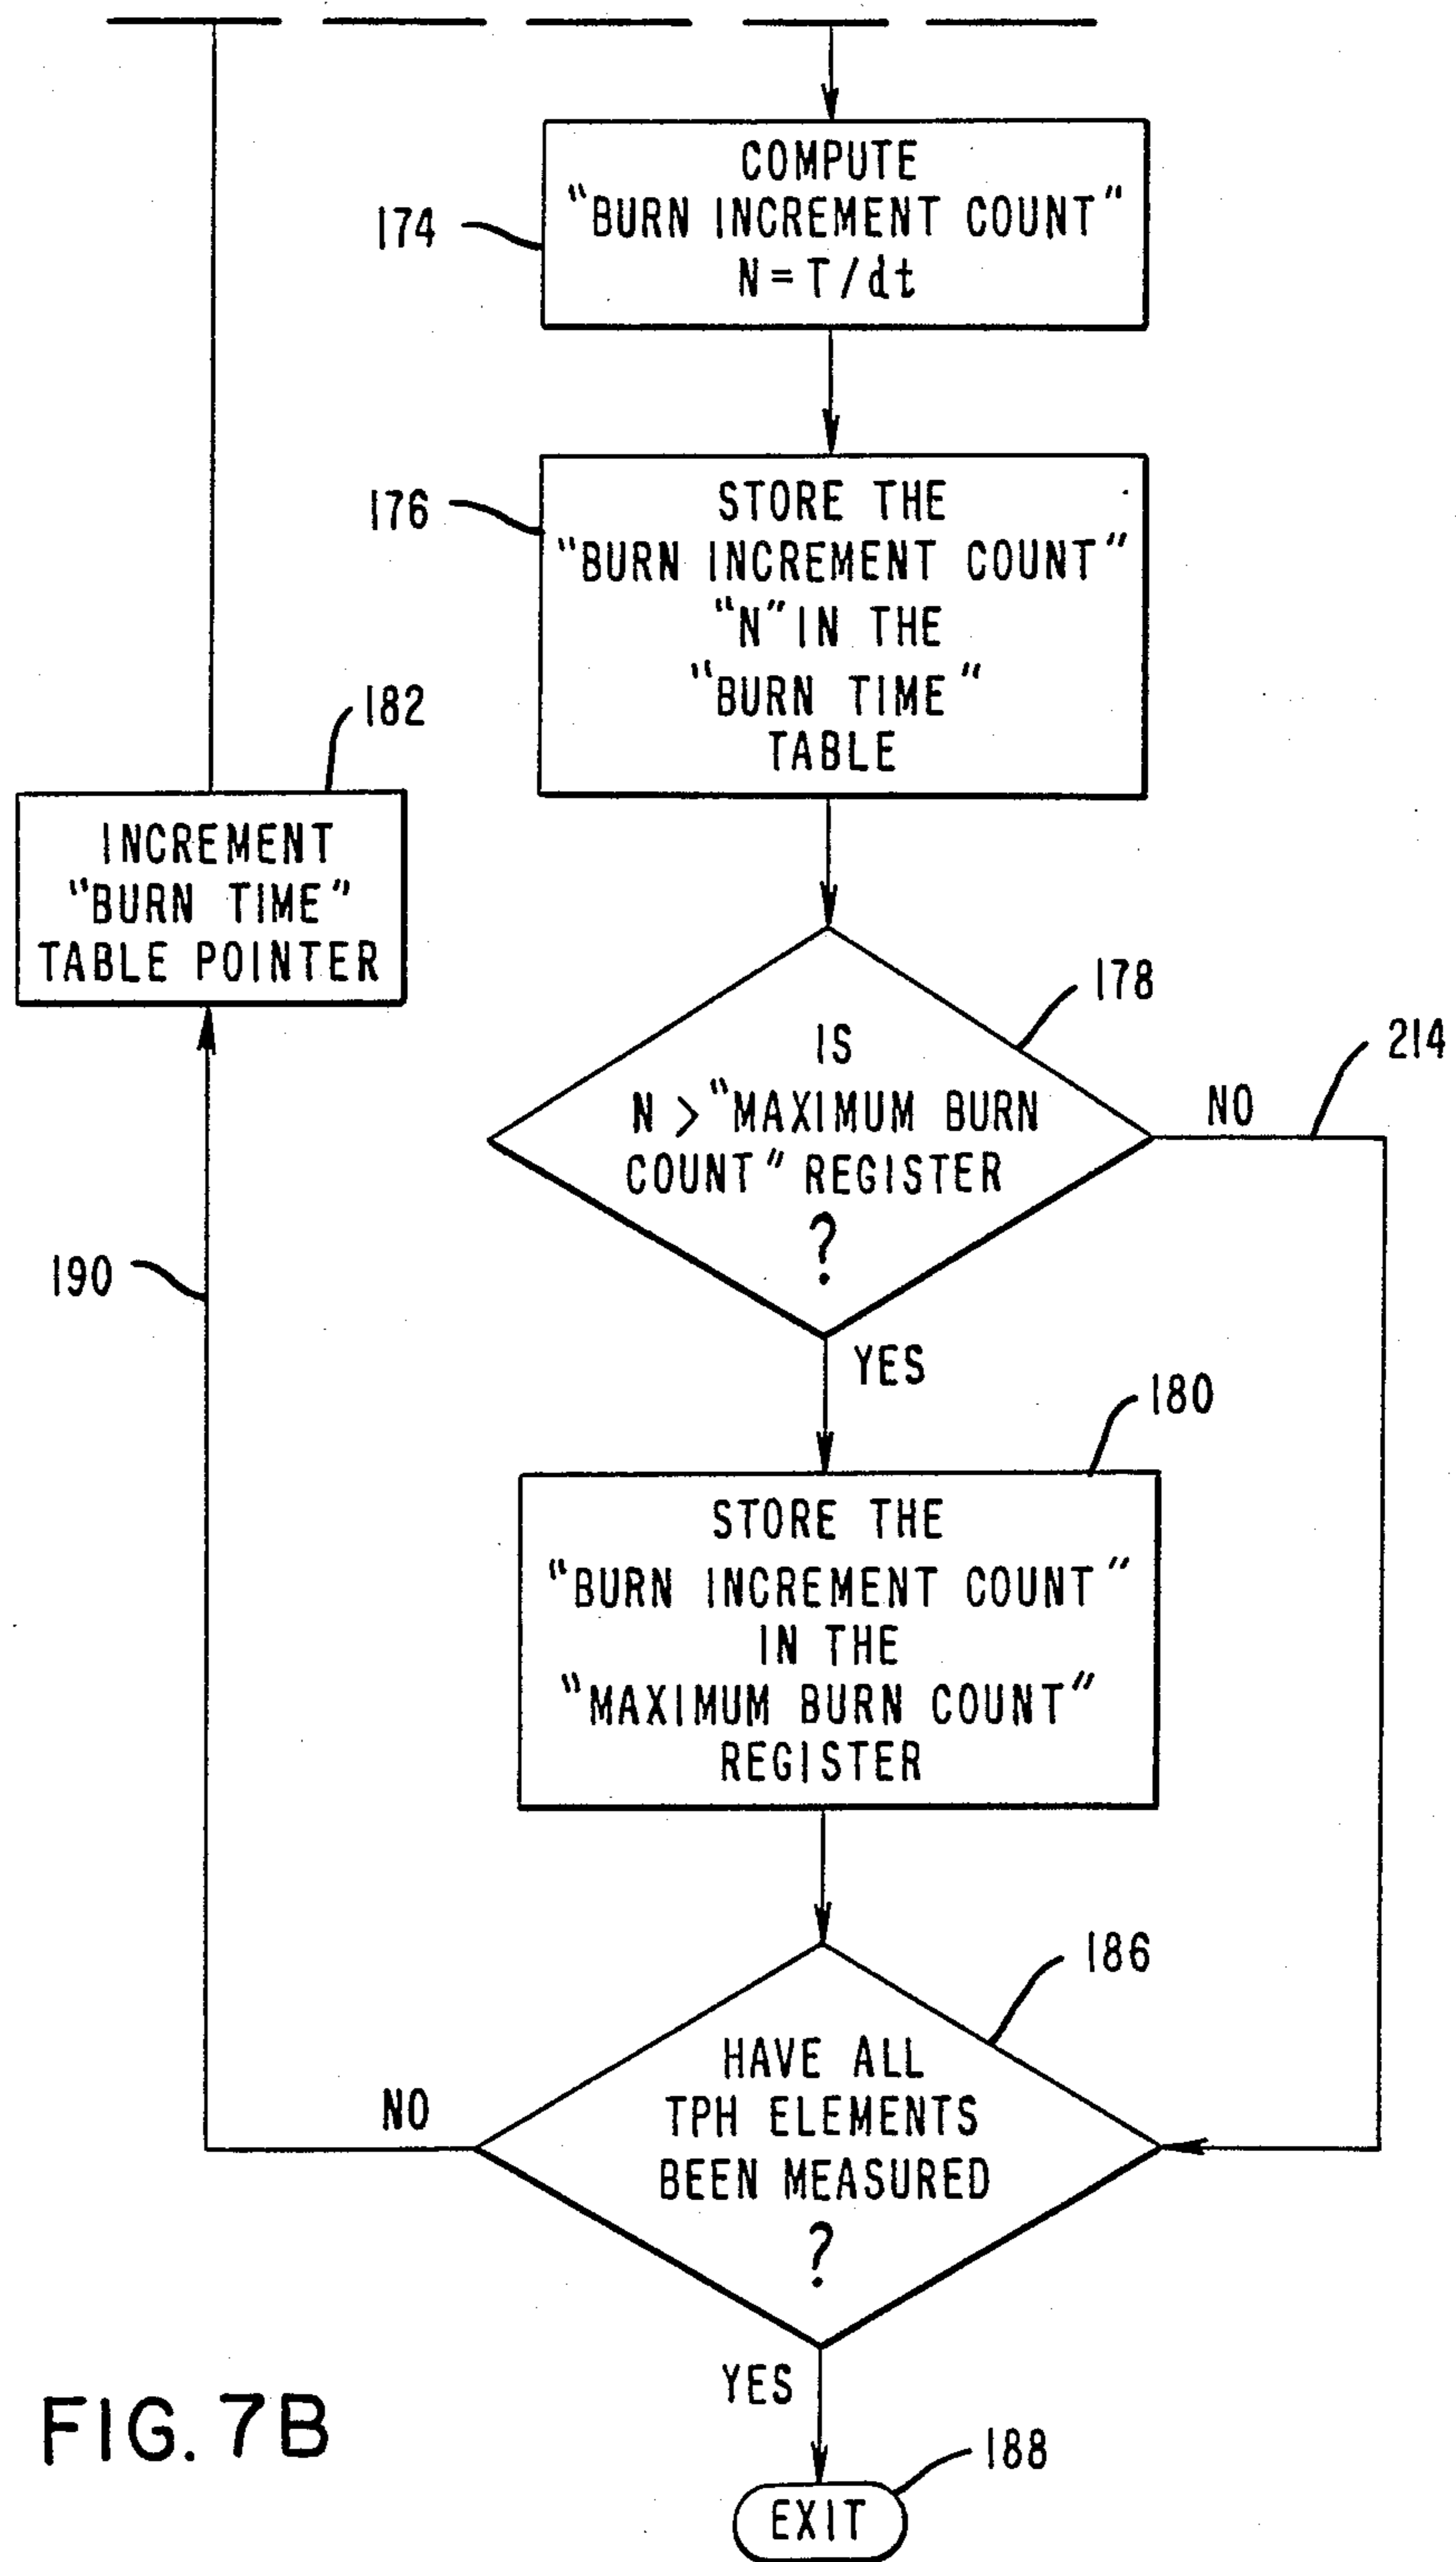 COMPUTE
"BURN INCREMENT COUNT"
N = T/dt
174
STORE THE
"BURN INCREMENT COUNT"
"N" IN THE
"BURN TIME"
TABLE
176
182
INCREMENT
"BURN TIME"
TABLE POINTER
178
214
IS
N > "MAXIMUM BURN
COUNT" REGISTER
?
NO
190
YES
180
STORE THE
"BURN INCREMENT COUNT"
IN THE
"MAXIMUM BURN COUNT"
REGISTER
186
HAVE ALL
TPH ELEMENTS
BEEN MEASURED
?
NO
YES
188
EXIT
FIG. 7B